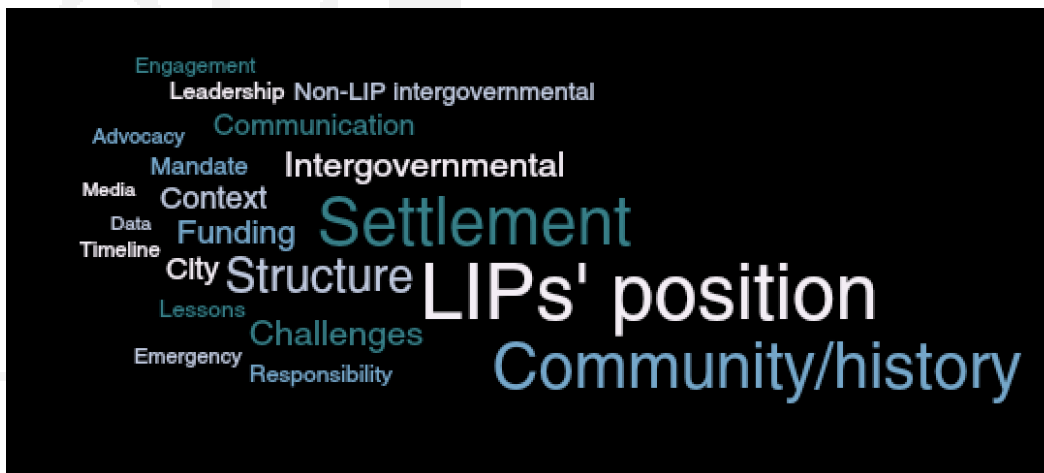 Engagement
Leadership Non-LIP intergovernmental
Communication
Advocacy
Mandate Intergovernmental
Media Context
Settlement
Data Funding
Timeline
City Structure LIPs' position
Lessons
Challenges
Emergency Community/history
Responsibility